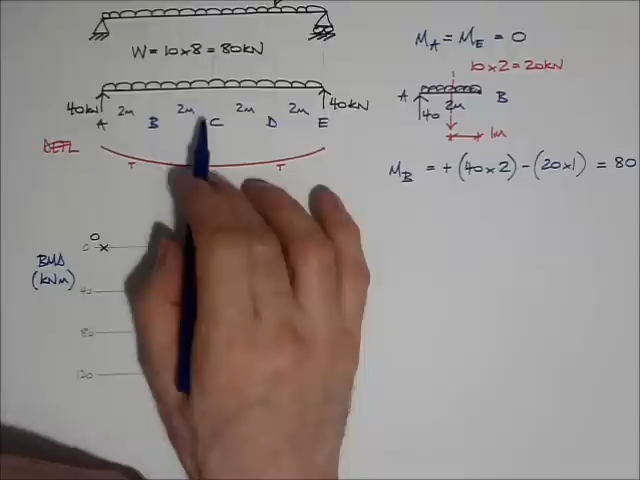 W = 10 x 8 = 80kN
40kN 40kN
2m 2m 2m 2m
A B C D E
DEFL
T T
BMD
(kNm)
0
0
40
80
120
M_A = M_E = 0
10 x 2 = 20kN
A B
2m
40
1m
M_B = + (40 x 2) - (20 x 1) = 80